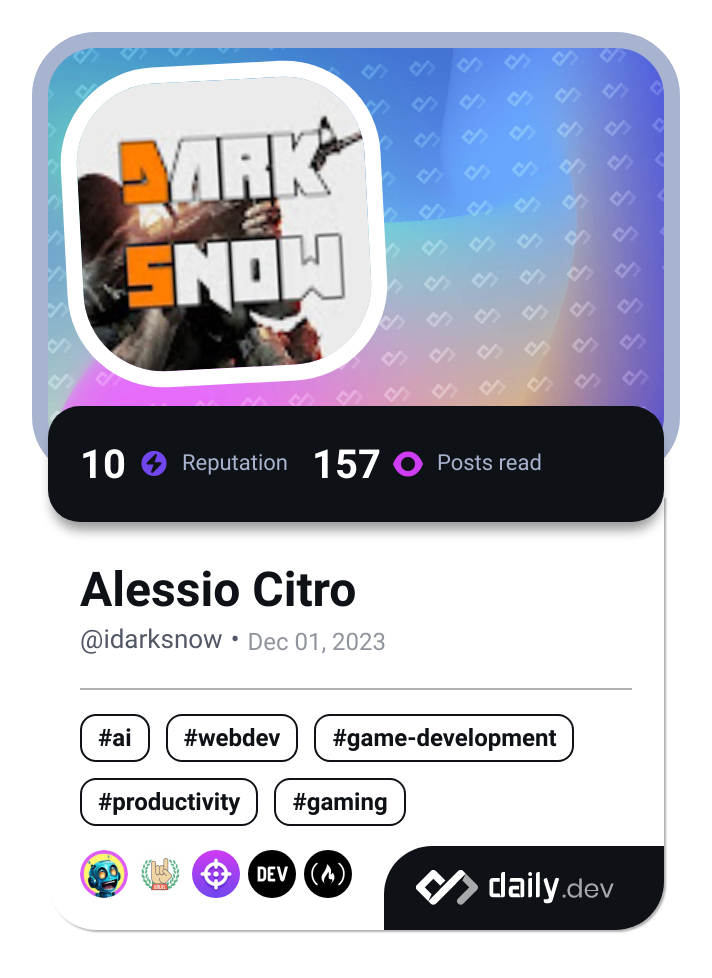 DARK
SNOW
10 Reputation 157 Posts read
Alessio Citro
@idarksnow • Dec 01, 2023
#ai #webdev #game-development
#productivity #gaming
DEV
daily.dev